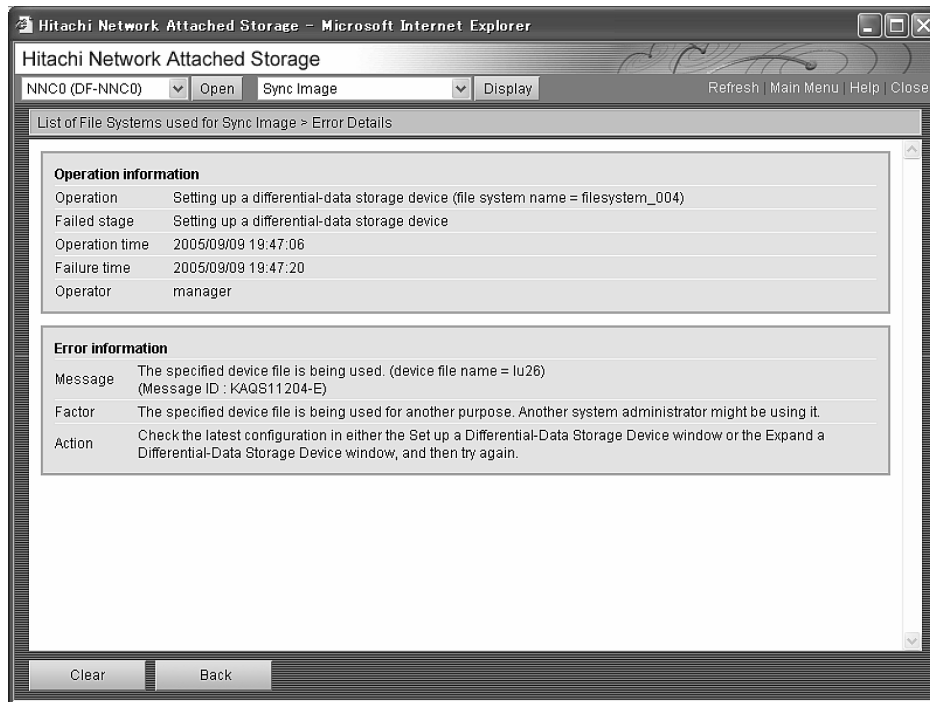 Hitachi Network Attached Storage - Microsoft Internet Explorer
Hitachi Network Attached Storage
NNC0 (DF-NNC0) Open Sync Image Display Refresh | Main Menu | Help | Close
List of File Systems used for Sync Image > Error Details
Operation information
Operation Setting up a differential-data storage device (file system name = filesystem_004)
Failed stage Setting up a differential-data storage device
Operation time 2005/09/09 19:47:06
Failure time 2005/09/09 19:47:20
Operator manager
Error information
Message The specified device file is being used. (device file name = lu26)
(Message ID : KAQS11204-E)
Factor The specified device file is being used for another purpose. Another system administrator might be using it.
Action Check the latest configuration in either the Set up a Differential-Data Storage Device window or the Expand a
Differential-Data Storage Device window, and then try again.
Clear Back